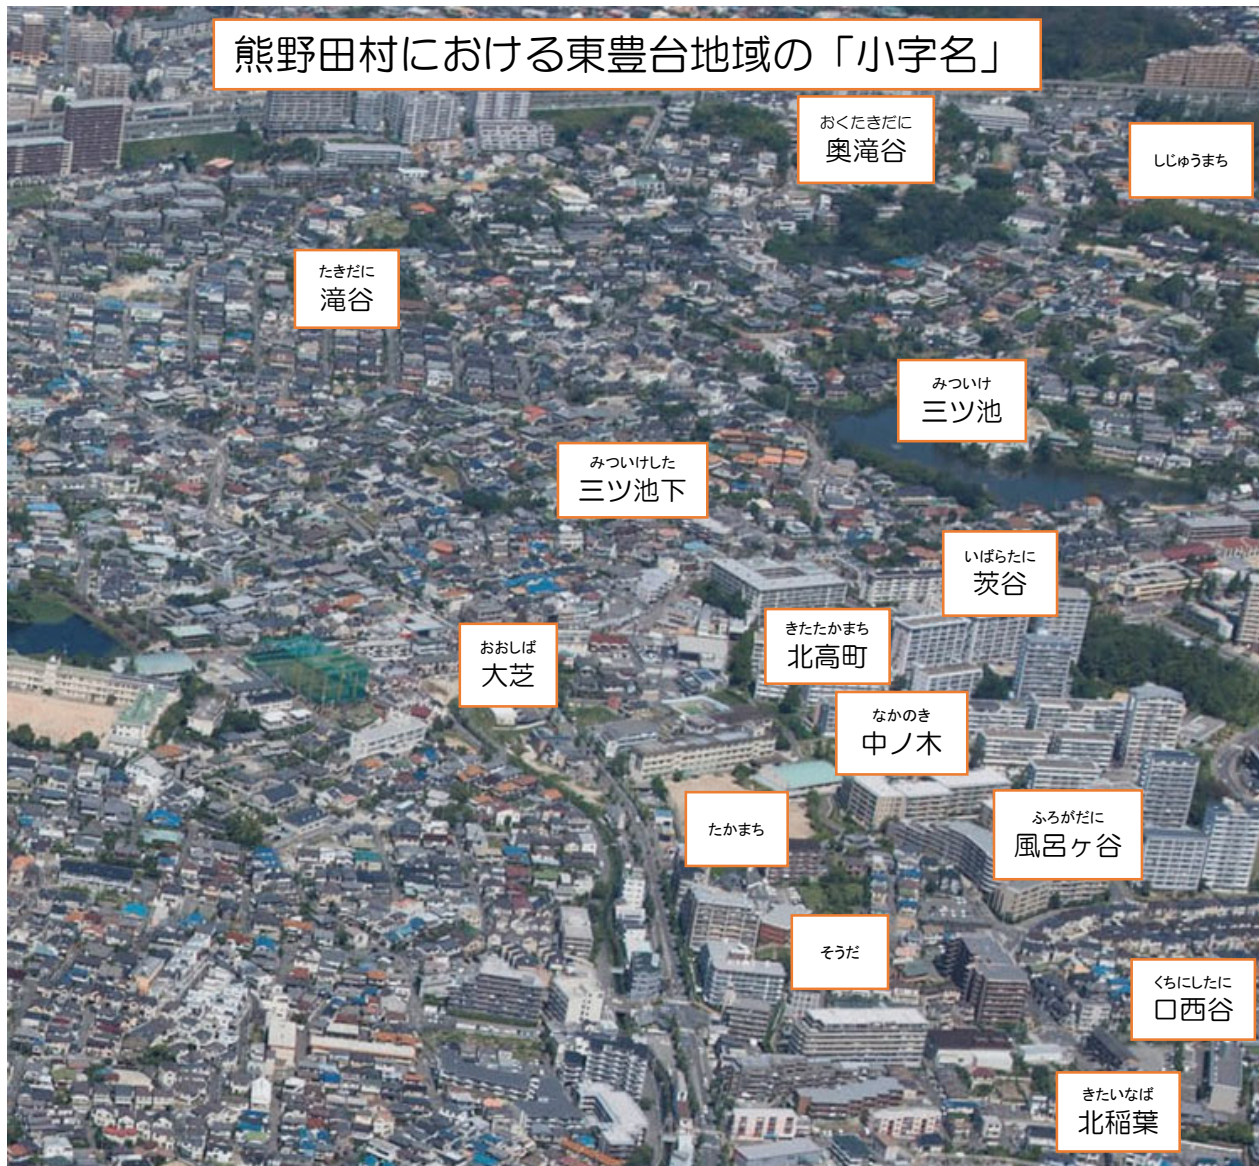 熊野田村における東豊台地域の「小字名」
おくたきだに
奥滝谷
しじゅうまち
たきだに
滝谷
みついけ
三ツ池
みついけした
三ツ池下
いばらたに
茨谷
きたたかまち
北高町
おおしば
大芝
なかのき
中ノ木
たかまち
ふろがだに
風呂ヶ谷
そうだ
くちにしたに
口西谷
きたいなば
北稲葉